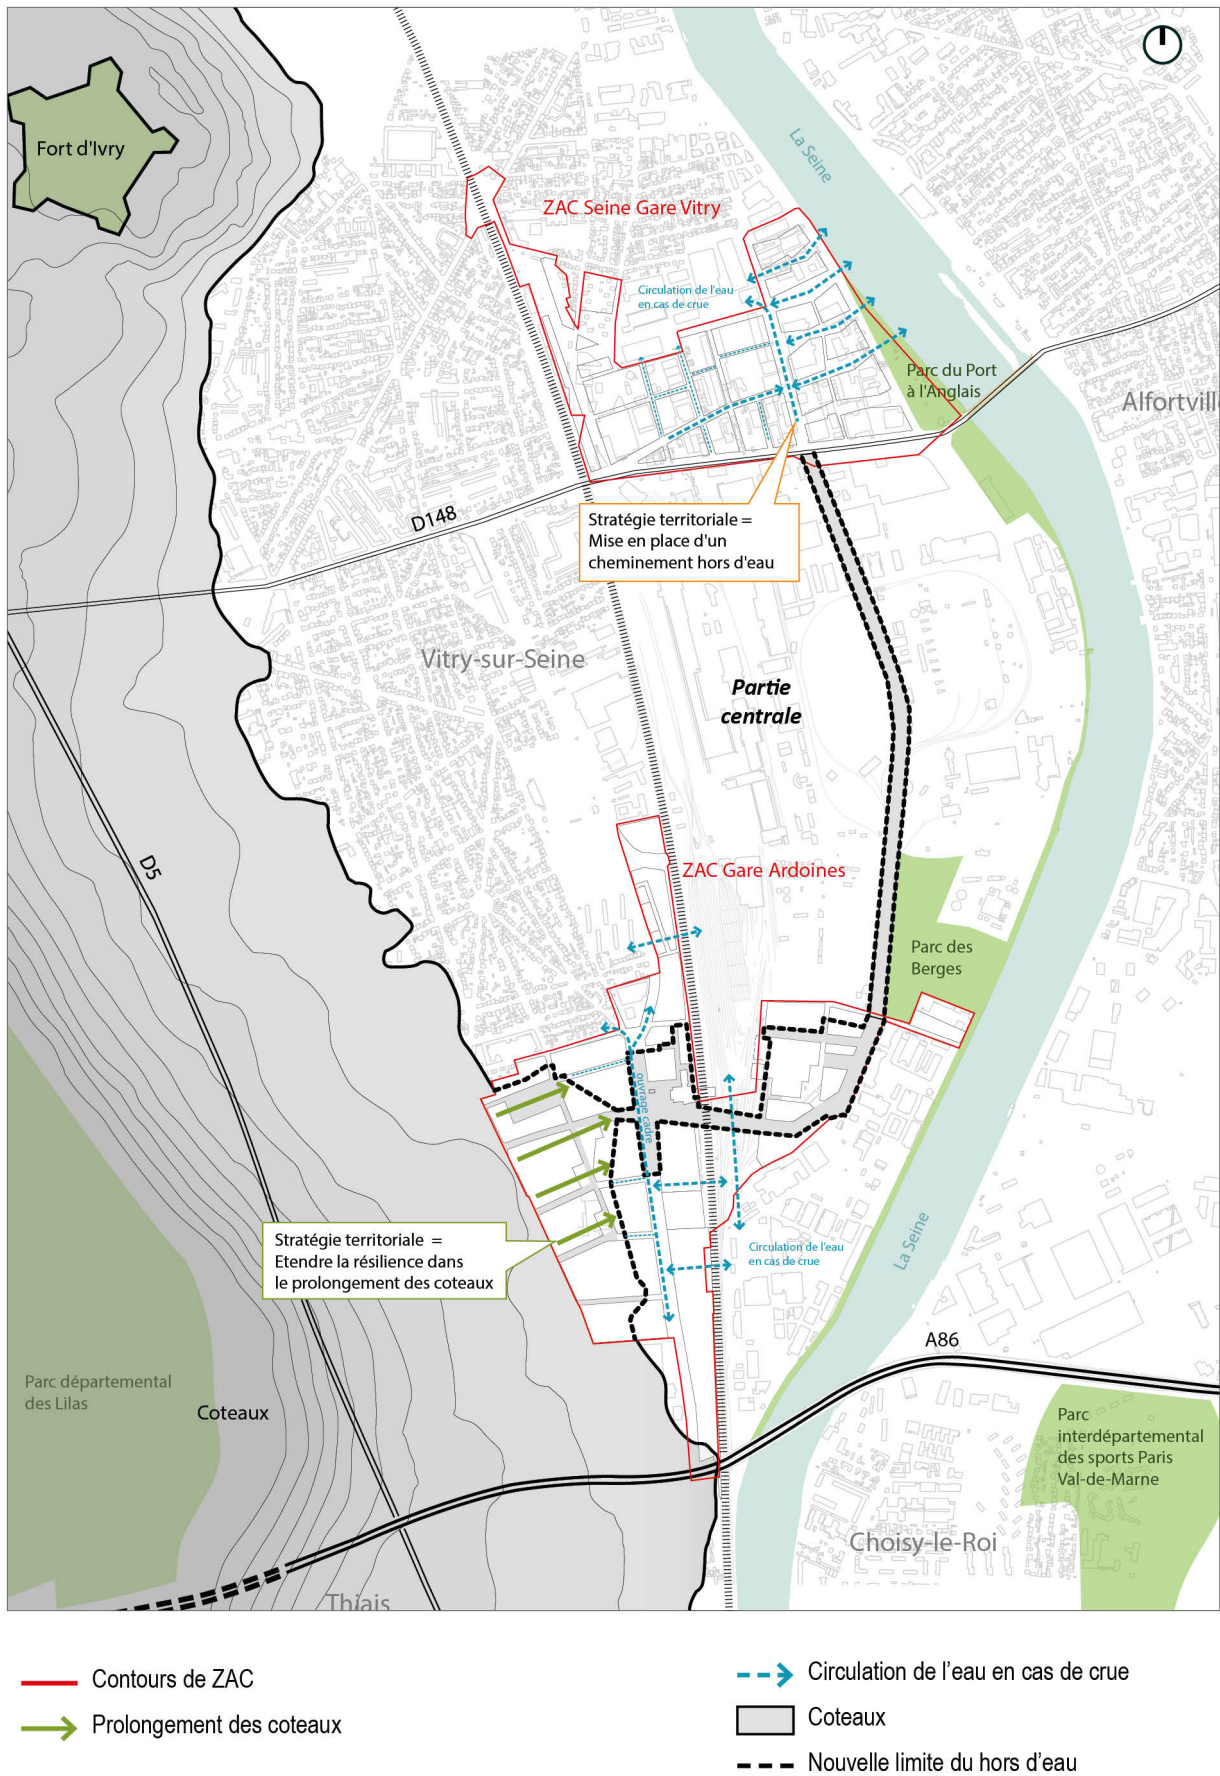 Fort d'Ivry
La Seine
ZAC Seine Gare Vitry
Circulation de l'eau
en cas de crue
Parc du Port
à l'Anglais
Alfortville
D148
Stratégie territoriale =
Mise en place d'un
cheminement hors d'eau
Vitry-sur-Seine
Partie
centrale
D5
ZAC Gare Ardoines
Parc des
Berges
ouvrage cadre
Stratégie territoriale =
Etendre la résilience dans
le prolongement des coteaux
Circulation de l'eau
en cas de crue
La Seine
A86
Parc départemental
des Lilas
Coteaux
Parc
interdépartemental
des sports Paris
Val-de-Marne
Choisy-le-Roi
Thiais
Contours de ZAC
Prolongement des coteaux
Circulation de l'eau en cas de crue
Coteaux
Nouvelle limite du hors d'eau